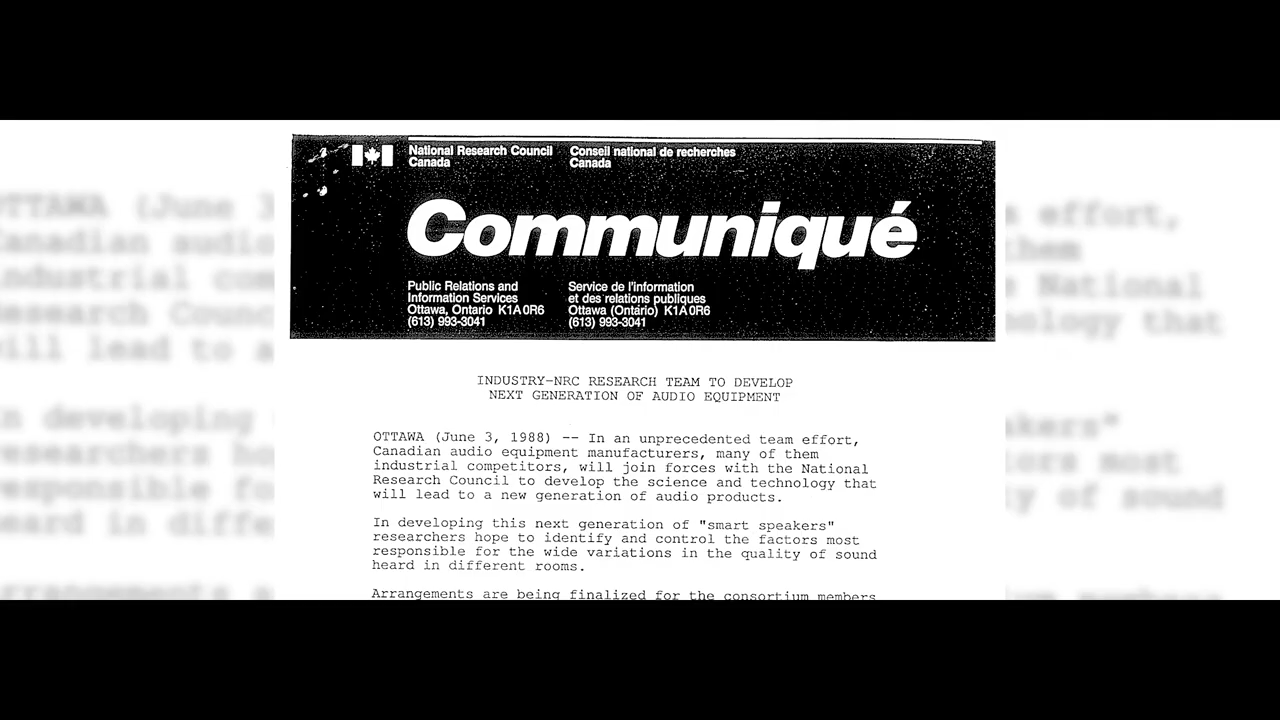 National Research Council
Canada
Conseil national de recherches
Canada
Communiqué
Public Relations and
Information Services
Ottawa, Ontario K1A 0R6
(613) 993-3041
Service de l'information
et des relations publiques
Ottawa (Ontario) K1A 0R6
(613) 993-3041
INDUSTRY-NRC RESEARCH TEAM TO DEVELOP
NEXT GENERATION OF AUDIO EQUIPMENT
OTTAWA (June 3, 1988) -- In an unprecedented team effort,
Canadian audio equipment manufacturers, many of them
industrial competitors, will join forces with the National
Research Council to develop the science and technology that
will lead to a new generation of audio products.
In developing this next generation of "smart speakers"
researchers hope to identify and control the factors most
responsible for the wide variations in the quality of sound
heard in different rooms.
Arrangements are being finalized for the consortium members